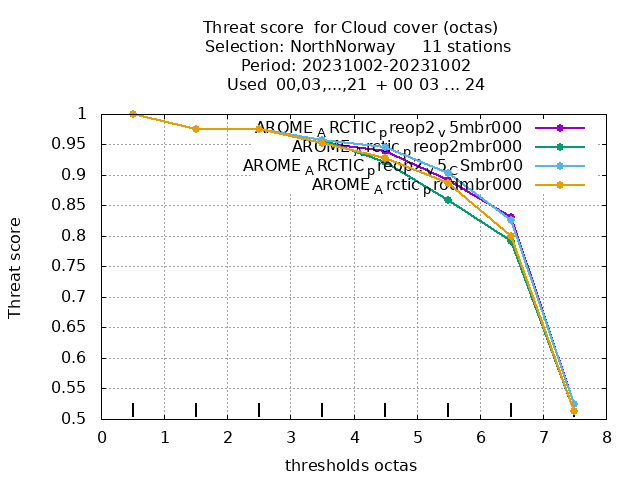 Threat score for Cloud cover (octas)
Selection: NorthNorway 11 stations
Period: 20231002-20231002
Used 00,03,...,21 + 00 03 ... 24
1
0.95
0.9
0.85
0.8
0.75
0.7
0.65
0.6
0.55
0.5
Threat score
AROME_ARCTIC_preop2_v5mbr000
AROME_Arctic_preop2mbr000
AROME_ARCTIC_preop2_v5_CSmbr00
AROME_Arctic_prodmbr000
0 1 2 3 4 5 6 7 8
thresholds octas